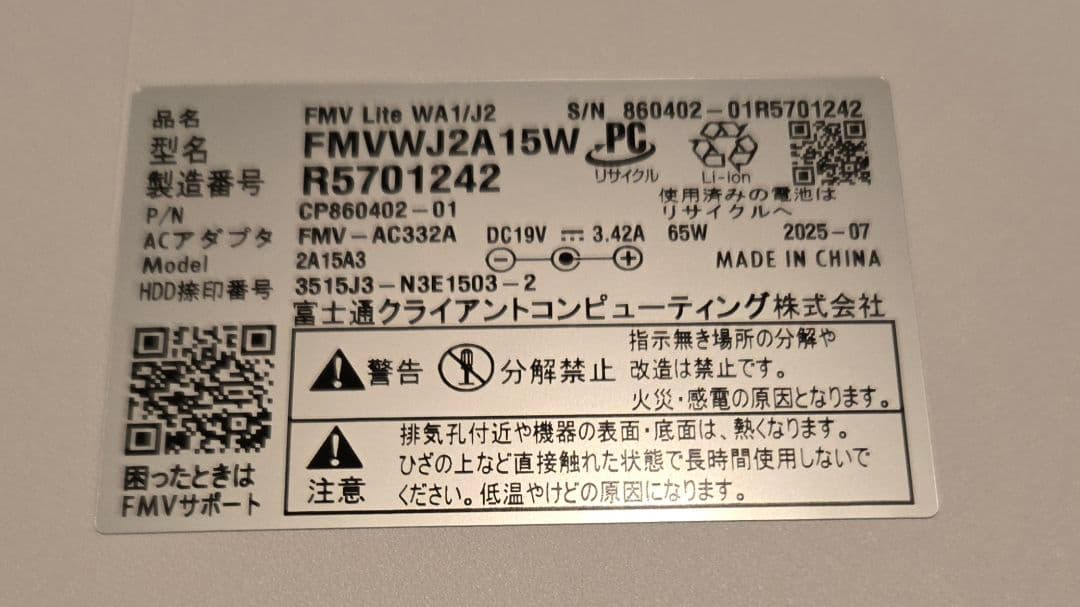 品名 FMV Lite WA1/J2 S/N 860402-01R5701242
型名 FMVWJ2A15W PC
リサイクル Li-ion
製造番号 R5701242 使用済みの電池は
リサイクルへ
P/N CP860402-01
ACアダプタ FMV-AC332A DC19V ⎓ 3.42A 65W 2025-07
Model 2A15A3 MADE IN CHINA
HDD捺印番号 3515J3-N3E1503-2
富士通クライアントコンピューティング株式会社
警告 分解禁止
指示無き場所の分解や
改造は禁止です。
火災・感電の原因となります。
注意
排気孔付近や機器の表面・底面は、熱くなります。
ひざの上など直接触れた状態で長時間使用しないで
ください。低温やけどの原因になります。
困ったときは
FMVサポート